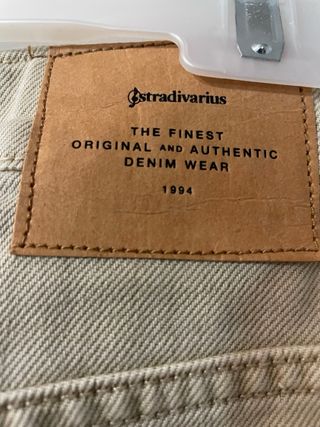 stradivarius
THE FINEST
ORIGINAL AND AUTHENTIC
DENIM WEAR
1994